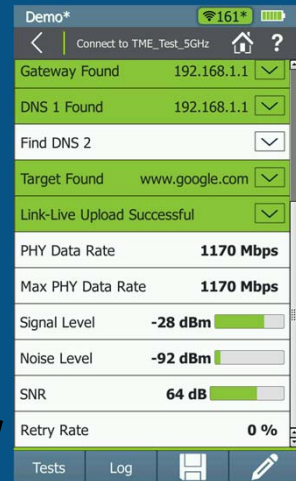 Demo*
161*
Connect to TME_Test_5GHz
?
Gateway Found 192.168.1.1
DNS 1 Found 192.168.1.1
Find DNS 2
Target Found www.google.com
Link-Live Upload Successful
PHY Data Rate 1170 Mbps
Max PHY Data Rate 1170 Mbps
Signal Level -28 dBm
Noise Level -92 dBm
SNR 64 dB
Retry Rate 0 %
Tests Log